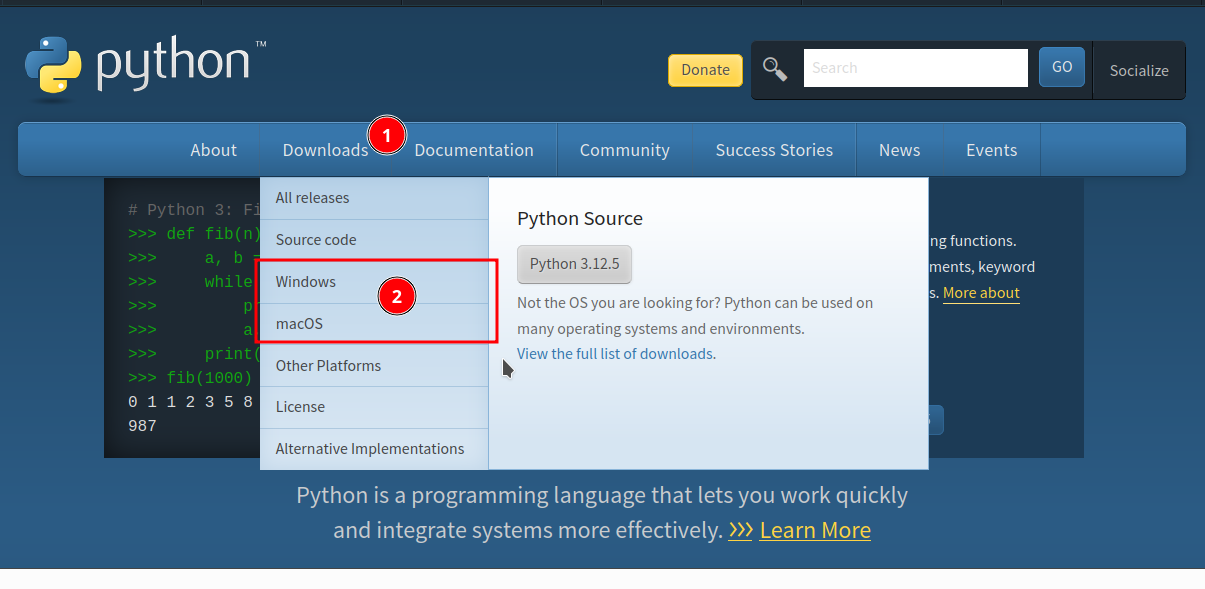 python™
Donate
Search
GO
Socialize
About
Downloads
1
Documentation
Community
Success Stories
News
Events
# Python 3: Fi
>>> def fib(n)
>>>     a, b
>>>     while
>>>
>>>         a
>>>     print(
>>> fib(1000)
0 1 1 2 3 5 8
987
All releases
Source code
Windows
2
macOS
Other Platforms
License
Alternative Implementations
Python Source
Python 3.12.5
Not the OS you are looking for? Python can be used on
many operating systems and environments.
View the full list of downloads.
ng functions.
ments, keyword
s. More about
Python is a programming language that lets you work quickly
and integrate systems more effectively. >>> Learn More